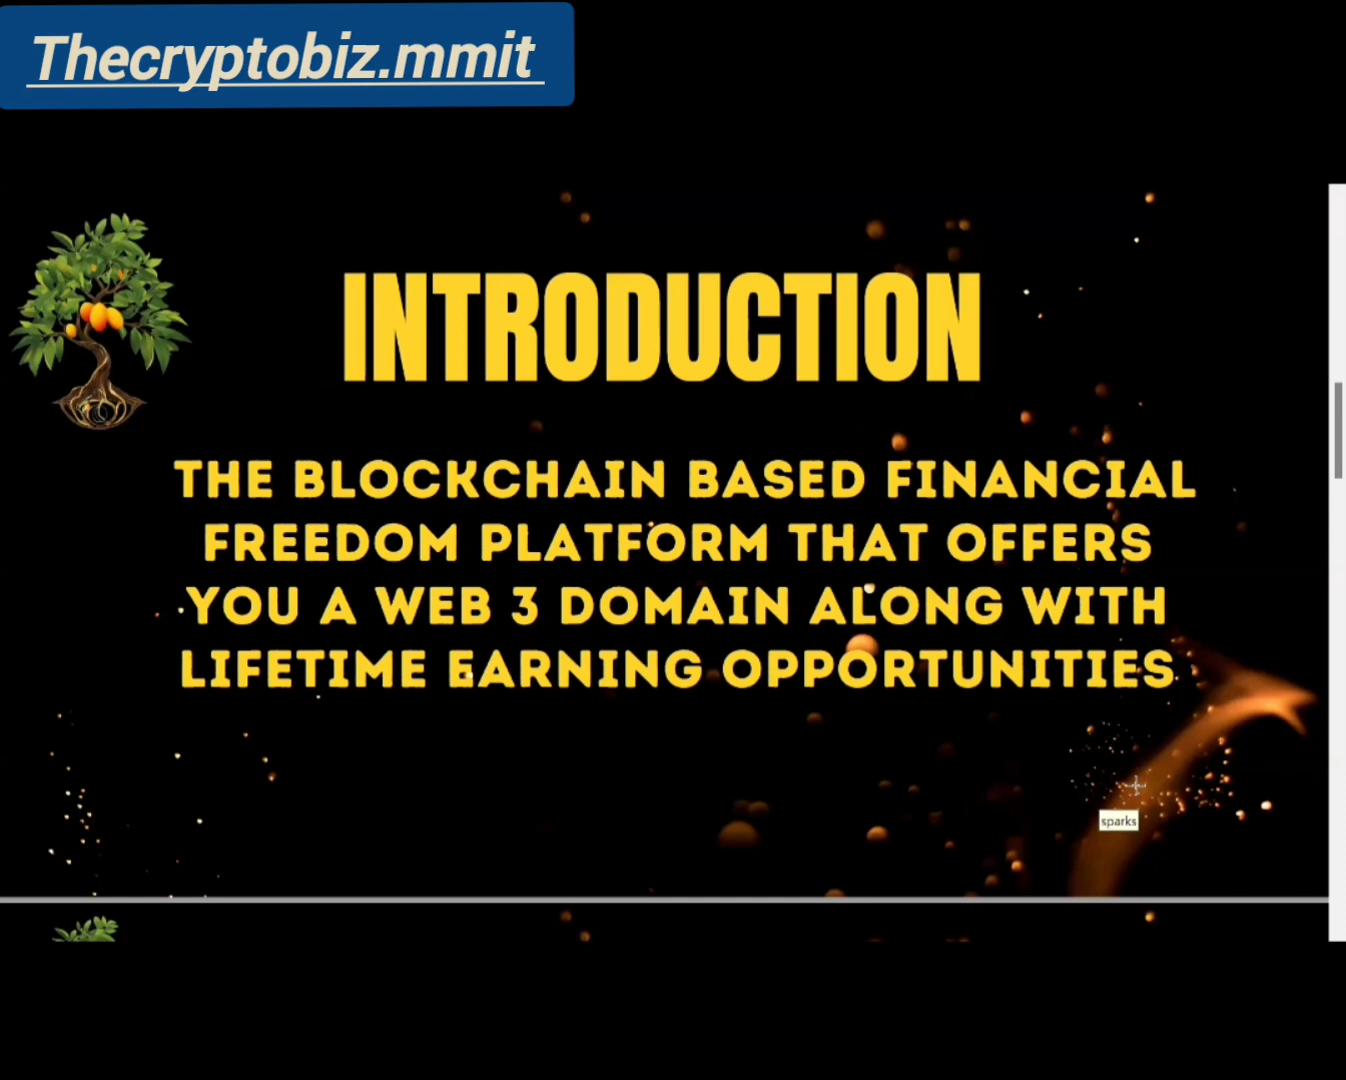 Thecryptobiz.mmit
INTRODUCTION
THE BLOCKCHAIN BASED FINANCIAL
FREEDOM PLATFORM THAT OFFERS
YOU A WEB 3 DOMAIN ALONG WITH
LIFETIME EARNING OPPORTUNITIES
sparks